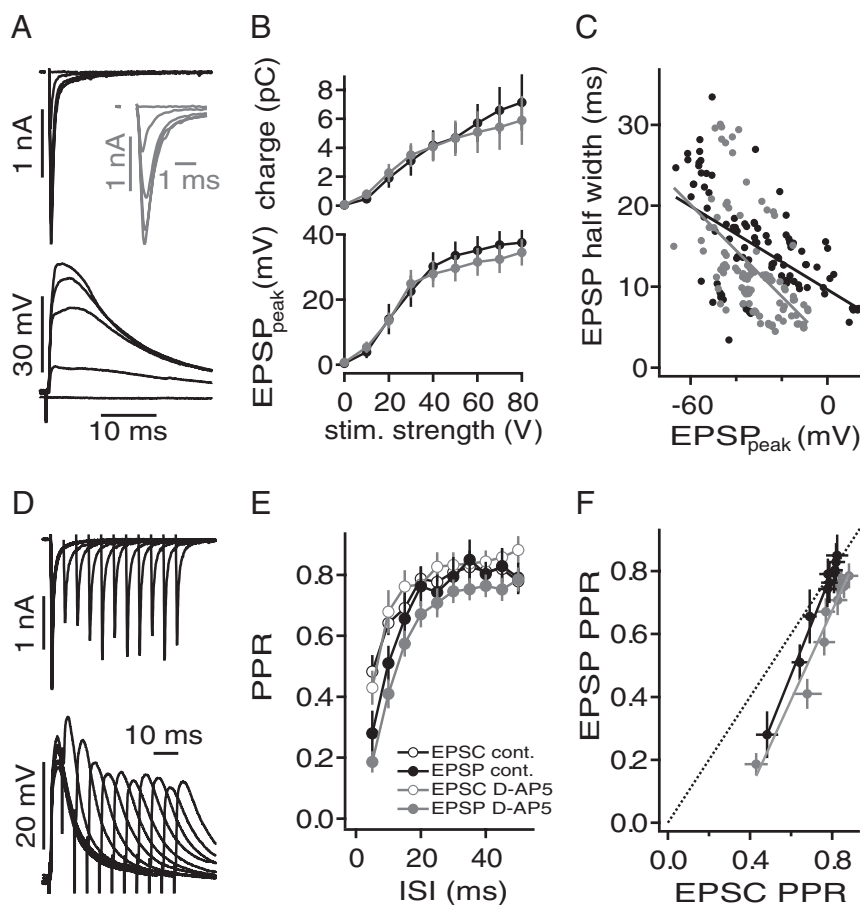 A
1 nA
1 nA
1 ms
30 mV
10 ms
B
charge (pC)
8
6
4
2
0
EPSPpeak (mV)
40
20
0
0 20 40 60 80
stim. strength (V)
C
EPSP half width (ms)
30
20
10
0
-60 0
EPSPpeak (mV)
D
1 nA
10 ms
20 mV
E
PPR
0.8
0.6
0.4
0.2
0.0
EPSC cont.
EPSP cont.
EPSC D-AP5
EPSP D-AP5
0 20 40
ISI (ms)
F
EPSP PPR
0.8
0.6
0.4
0.2
0.0
0.0 0.4 0.8
EPSC PPR